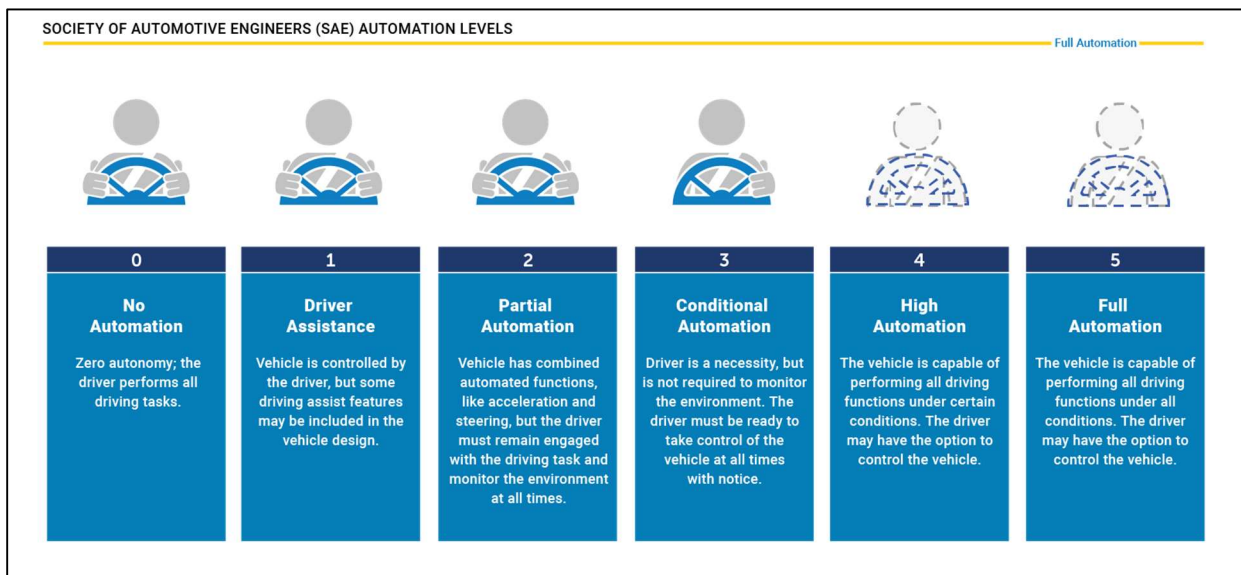 SOCIETY OF AUTOMOTIVE ENGINEERS (SAE) AUTOMATION LEVELS
Full Automation
0
No
Automation
Zero autonomy; the
driver performs all
driving tasks.
1
Driver
Assistance
Vehicle is controlled by
the driver, but some
driving assist features
may be included in the
vehicle design.
2
Partial
Automation
Vehicle has combined
automated functions,
like acceleration and
steering, but the driver
must remain engaged
with the driving task and
monitor the environment
at all times.
3
Conditional
Automation
Driver is a necessity, but
is not required to monitor
the environment. The
driver must be ready to
take control of the
vehicle at all times
with notice.
4
High
Automation
The vehicle is capable of
performing all driving
functions under certain
conditions. The driver
may have the option to
control the vehicle.
5
Full
Automation
The vehicle is capable of
performing all driving
functions under all
conditions. The driver
may have the option to
control the vehicle.